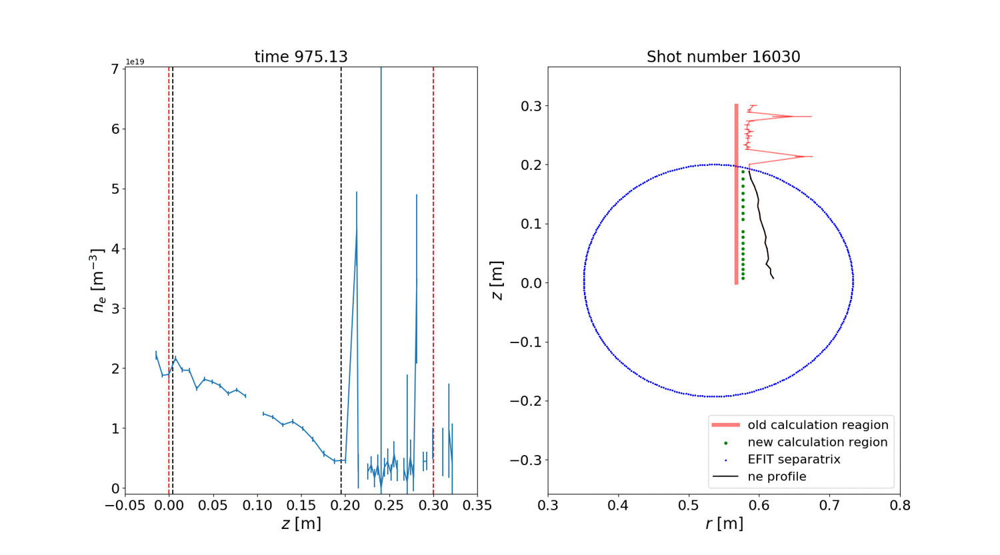 time 975.13
1e19
7
6
5
4
3
2
1
0
n_e [m⁻³]
−0.05 0.00 0.05 0.10 0.15 0.20 0.25 0.30 0.35
z [m]
Shot number 16030
0.3
0.2
0.1
0.0
−0.1
−0.2
−0.3
z [m]
old calculation reagion
new calculation region
EFIT separatrix
ne profile
0.3 0.4 0.5 0.6 0.7 0.8
r [m]